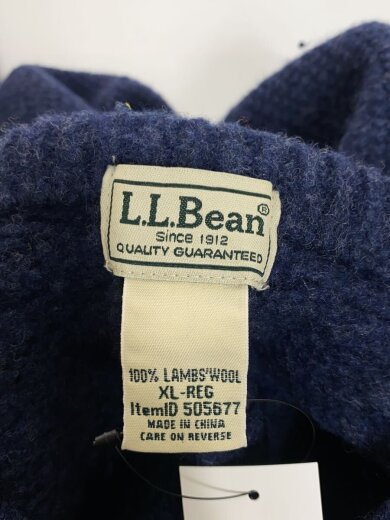 L.L.Bean®
Since 1912
QUALITY GUARANTEED
100% LAMBS'WOOL
XL-REG
ItemID 505677
MADE IN CHINA
CARE ON REVERSE